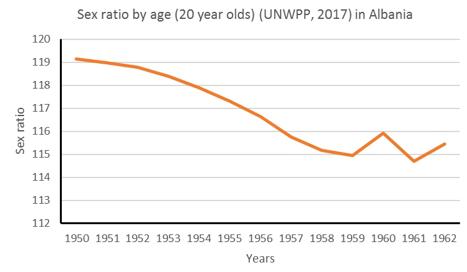 Sex ratio by age (20 year olds) (UNWPP, 2017) in Albania
120
119
118
117
116
115
114
113
112
Sex ratio
1950 1951 1952 1953 1954 1955 1956 1957 1958 1959 1960 1961 1962
Years